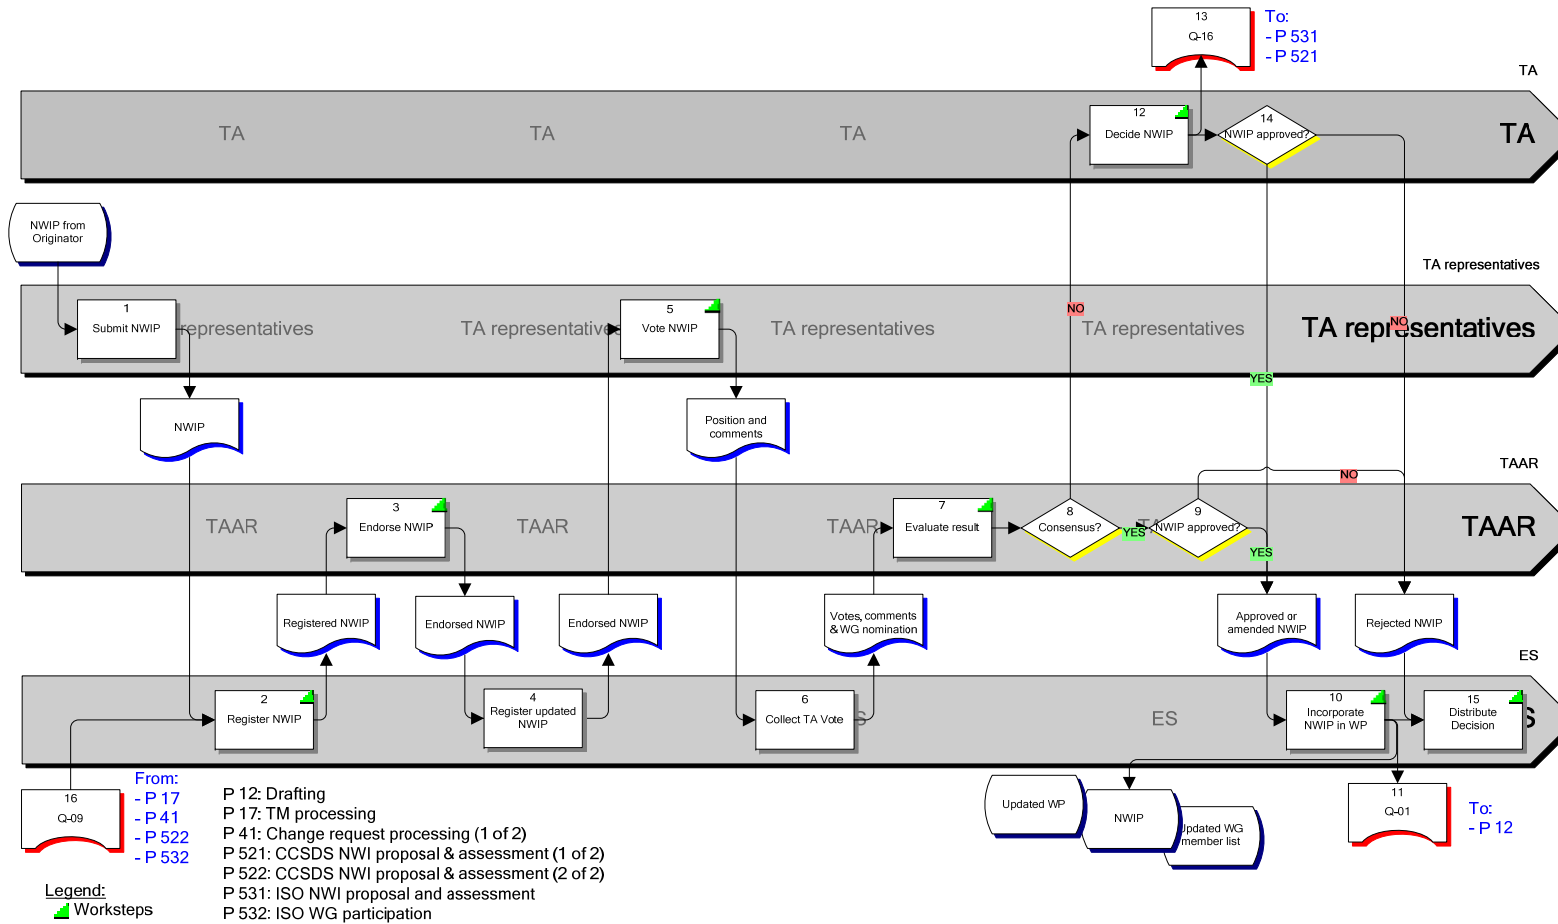 13
Q-16
To:
- P 531
- P 521
TA
TA
TA
TA
12
Decide NWIP
14
NWIP approved?
TA
NWIP from
Originator
TA representatives
1
Submit NWIP
representatives
TA representatives
5
Vote NWIP
TA representatives
NO
TA representatives
TA representatives
NO
YES
NWIP
Position and
comments
NO
TAAR
TAAR
3
Endorse NWIP
TAAR
TAAR
7
Evaluate result
8
Consensus?
YES
9
NWIP approved?
YES
TAAR
Registered NWIP
Endorsed NWIP
Endorsed NWIP
Votes, comments
& WG nomination
Approved or
amended NWIP
Rejected NWIP
ES
2
Register NWIP
4
Register updated
NWIP
6
Collect TA Vote
S
ES
10
Incorporate
NWIP in WP
15
Distribute
Decision
S
16
Q-09
From:
- P 17
- P 41
- P 522
- P 532
P 12: Drafting
P 17: TM processing
P 41: Change request processing (1 of 2)
P 521: CCSDS NWI proposal & assessment (1 of 2)
P 522: CCSDS NWI proposal & assessment (2 of 2)
P 531: ISO NWI proposal and assessment
P 532: ISO WG participation
Updated WP
NWIP
Updated WG
member list
11
Q-01
To:
- P 12
Legend:
Worksteps